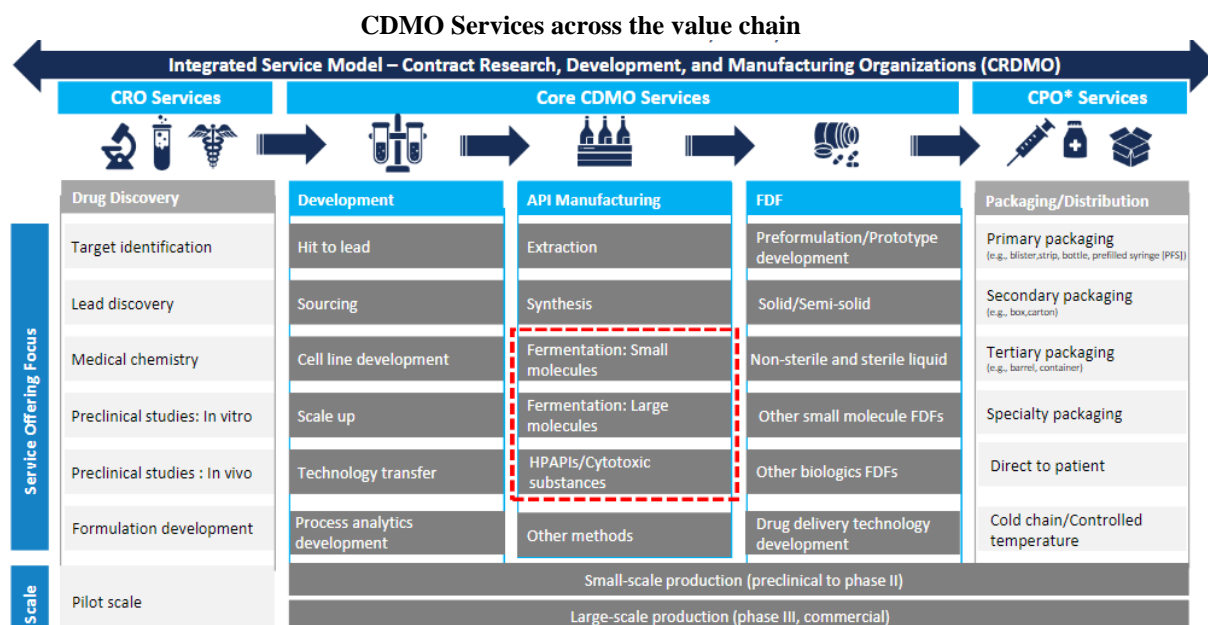 CDMO Services across the value chain
Integrated Service Model – Contract Research, Development, and Manufacturing Organizations (CRDMO)
CRO Services
Core CDMO Services
CPO* Services
Drug Discovery
Development
API Manufacturing
FDF
Packaging/Distribution
Service Offering Focus
Target identification
Hit to lead
Extraction
Preformulation/Prototype
development
Primary packaging
(e.g., blister,strip, bottle, prefilled syringe [PFS])
Lead discovery
Sourcing
Synthesis
Solid/Semi-solid
Secondary packaging
(e.g., box,carton)
Medical chemistry
Cell line development
Fermentation: Small
molecules
Non-sterile and sterile liquid
Tertiary packaging
(e.g., barrel, container)
Preclinical studies: In vitro
Scale up
Fermentation: Large
molecules
Other small molecule FDFs
Specialty packaging
Preclinical studies : In vivo
Technology transfer
HPAPIs/Cytotoxic
substances
Other biologics FDFs
Direct to patient
Formulation development
Process analytics
development
Other methods
Drug delivery technology
development
Cold chain/Controlled
temperature
Scale
Pilot scale
Small-scale production (preclinical to phase II)
Large-scale production (phase III, commercial)